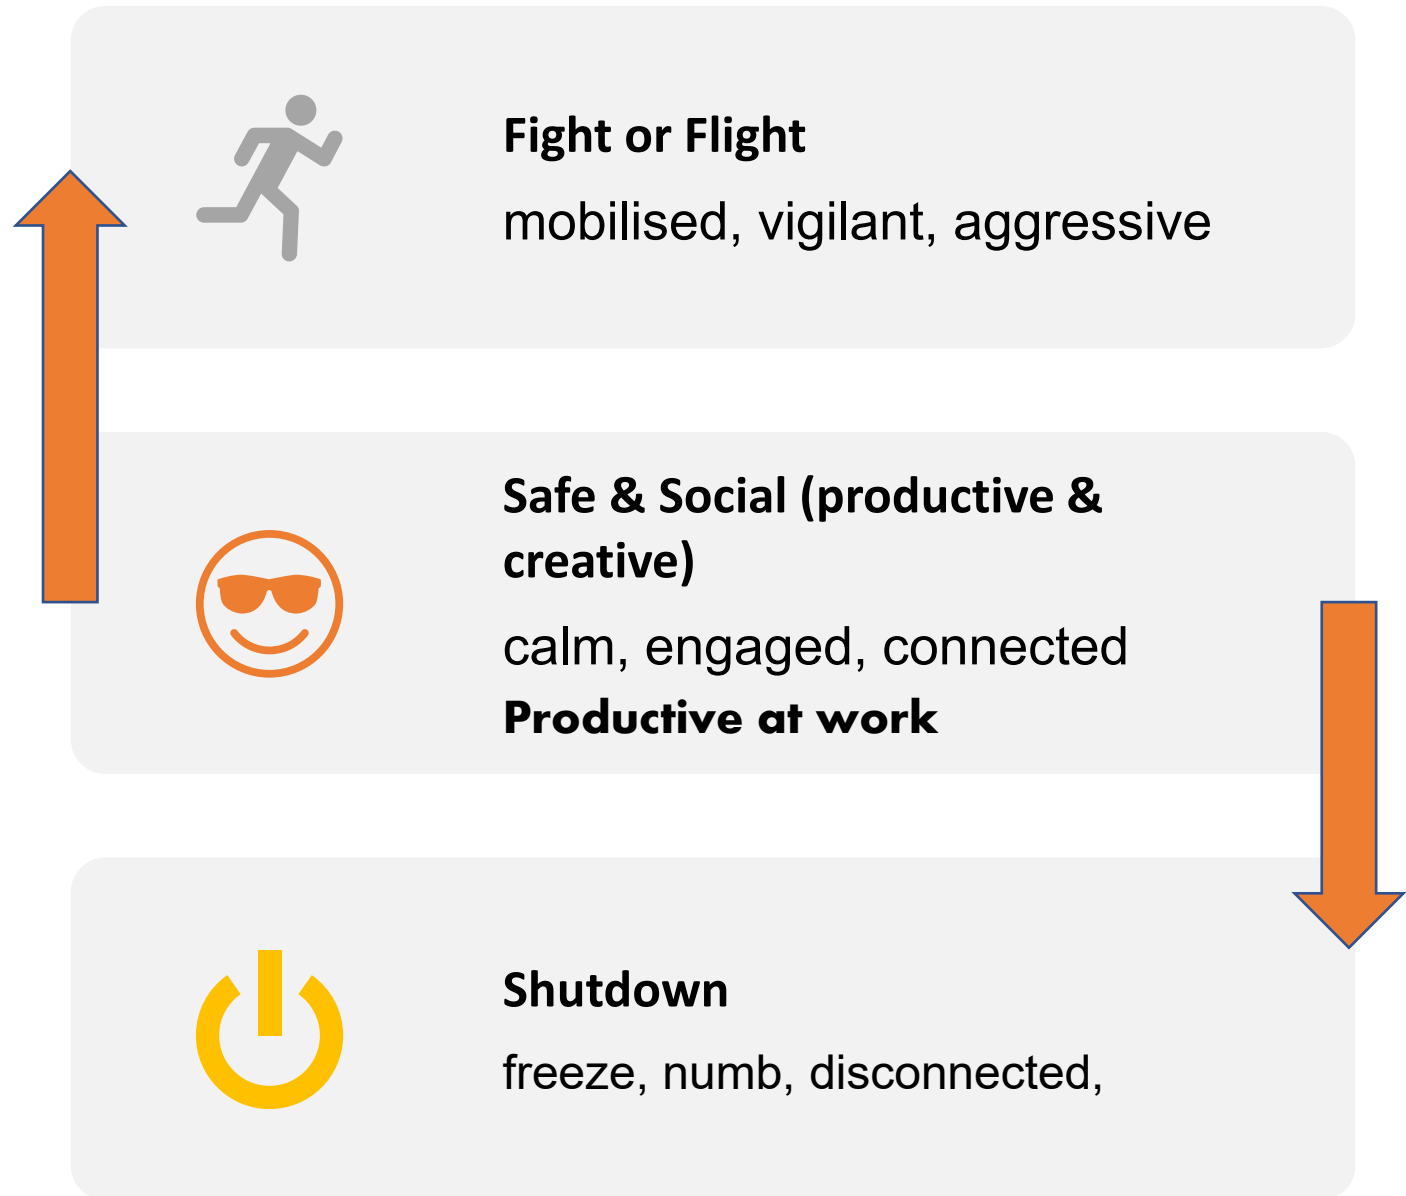 Fight or Flight
mobilised, vigilant, aggressive
Safe & Social (productive &
creative)
calm, engaged, connected
Productive at work
Shutdown
freeze, numb, disconnected,